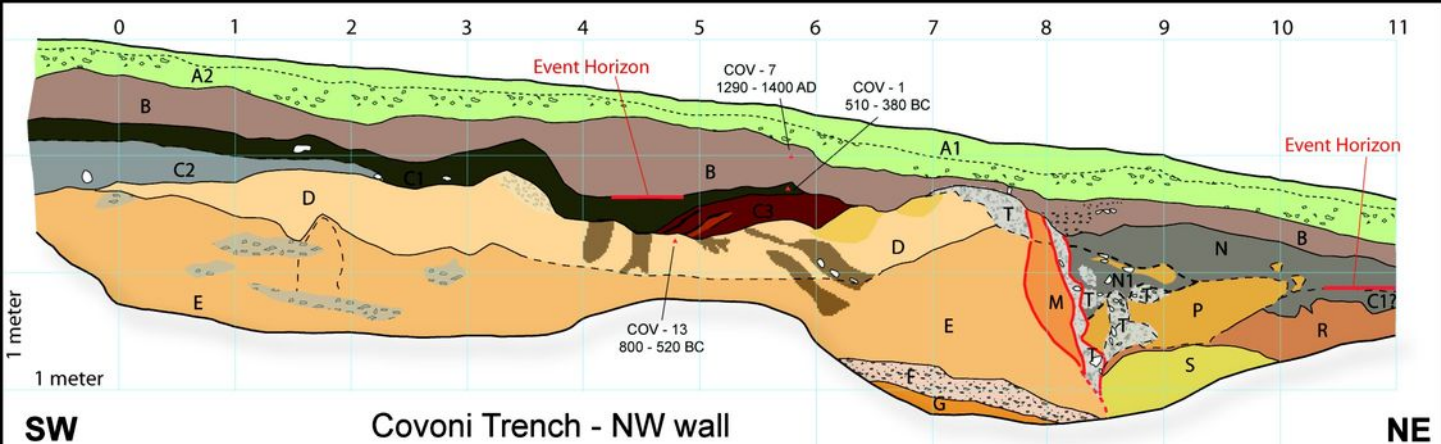 0 1 2 3 4 5 6 7 8 9 10 11
Event Horizon
COV - 7
1290 - 1400 AD
COV - 1
510 - 380 BC
Event Horizon
A2
A1
B
B
B
C2
C1
C3
C1?
D
D
N
N1
T
T
T
T
T
M
P
R
S
E
E
F
G
COV - 13
800 - 520 BC
1 meter
1 meter
SW
Covoni Trench - NW wall
NE